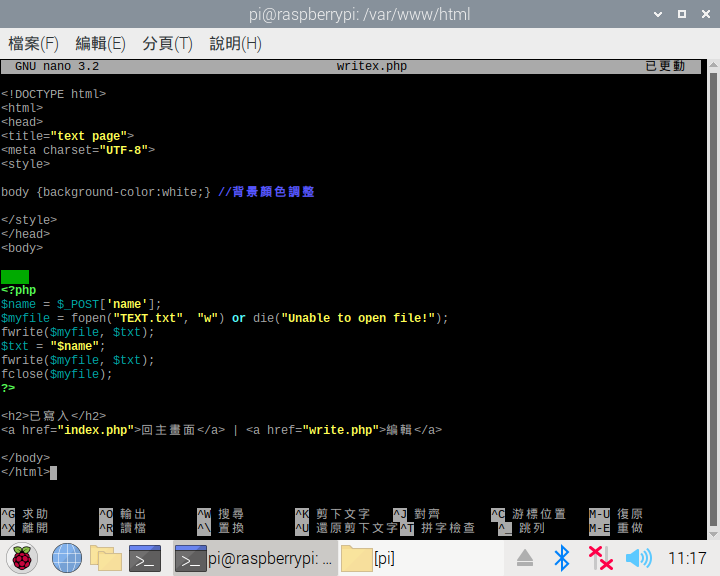 pi@raspberrypi: /var/www/html
檔案(F) 編輯(E) 分頁(T) 說明(H)
GNU nano 3.2 writex.php 已更動
<!DOCTYPE html>
<html>
<head>
<title="text page">
<meta charset="UTF-8">
<style>
body {background-color:white;} //背景顏色調整
</style>
</head>
<body>
<?php
$name = $_POST['name'];
$myfile = fopen("TEXT.txt", "w") or die("Unable to open file!");
fwrite($myfile, $txt);
$txt = "$name";
fwrite($myfile, $txt);
fclose($myfile);
?>
<h2>已寫入</h2>
<a href="index.php">回主畫面</a> | <a href="write.php">編輯</a>
</body>
</html>
^G 求助 ^O 輸出 ^W 搜尋 ^K 剪下文字 ^J 對齊 ^C 游標位置 M-U 復原
^X 離開 ^R 讀檔 ^\ 置換 ^U 還原剪下文字 ^T 拼字檢查 ^_ 跳列 M-E 重做
pi@raspberrypi: ... [pi] 11:17